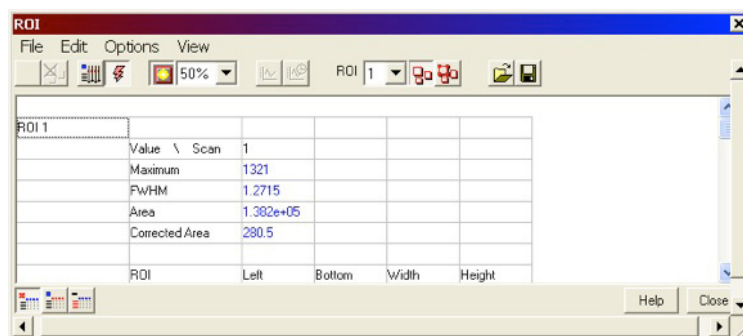 ROI
File Edit Options View
50% ROI 1
ROI 1
Value \ Scan 1
Maximum 1321
FWHM 1.2715
Area 1.382e+05
Corrected Area 280.5
ROI Left Bottom Width Height
Help Close